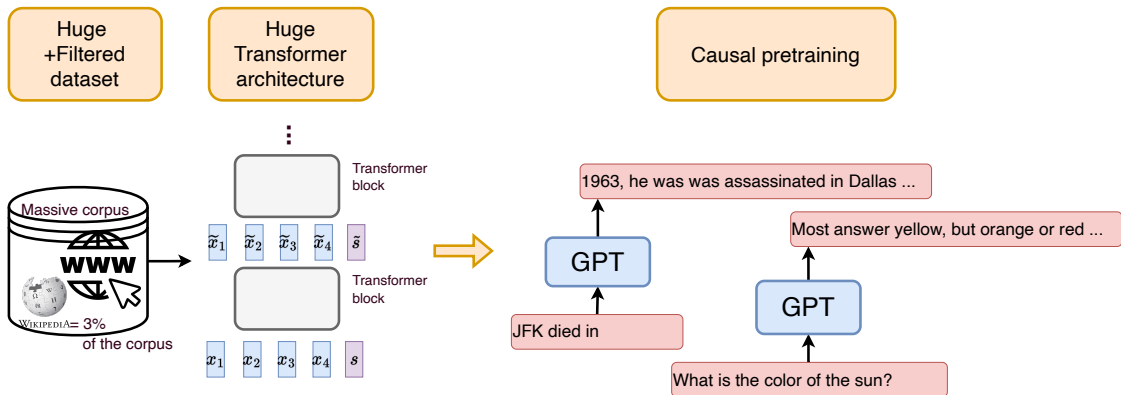 Huge
+Filtered
dataset
Huge
Transformer
architecture
Causal pretraining
...
Transformer
block
1963, he was was assassinated in Dallas ...
Massive corpus
x̃₁ x̃₂ x̃₃ x̃₄ s̃
Most answer yellow, but orange or red ...
www
GPT
Transformer
block
GPT
WIKIPEDIA = 3%
of the corpus
JFK died in
x₁ x₂ x₃ x₄ s
What is the color of the sun?